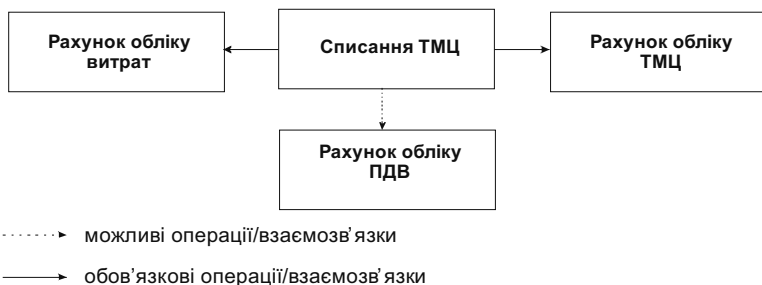 Рахунок обліку
витрат
Списання ТМЦ
Рахунок обліку
ТМЦ
Рахунок обліку
ПДВ
можливі операції/взаємозв'язки
обов'язкові операції/взаємозв'язки